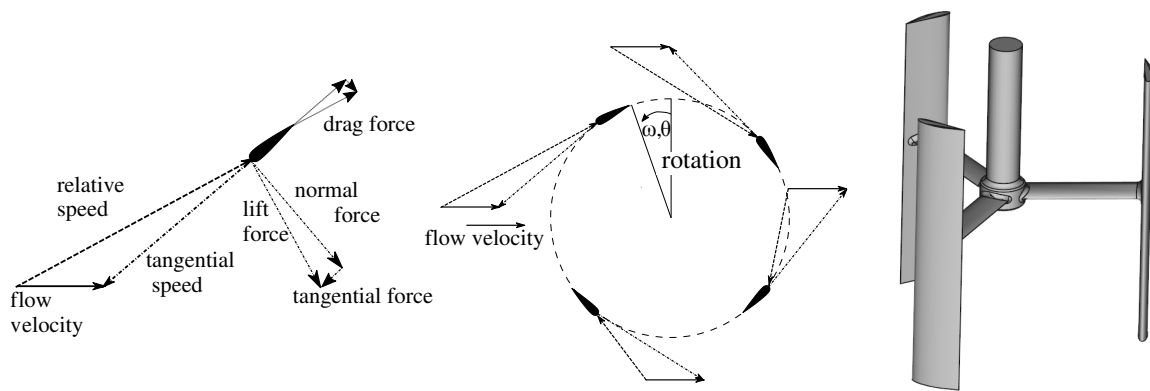 drag force
relative
speed
lift
force
normal
force
tangential
speed
tangential force
flow
velocity
ω,θ
rotation
flow velocity